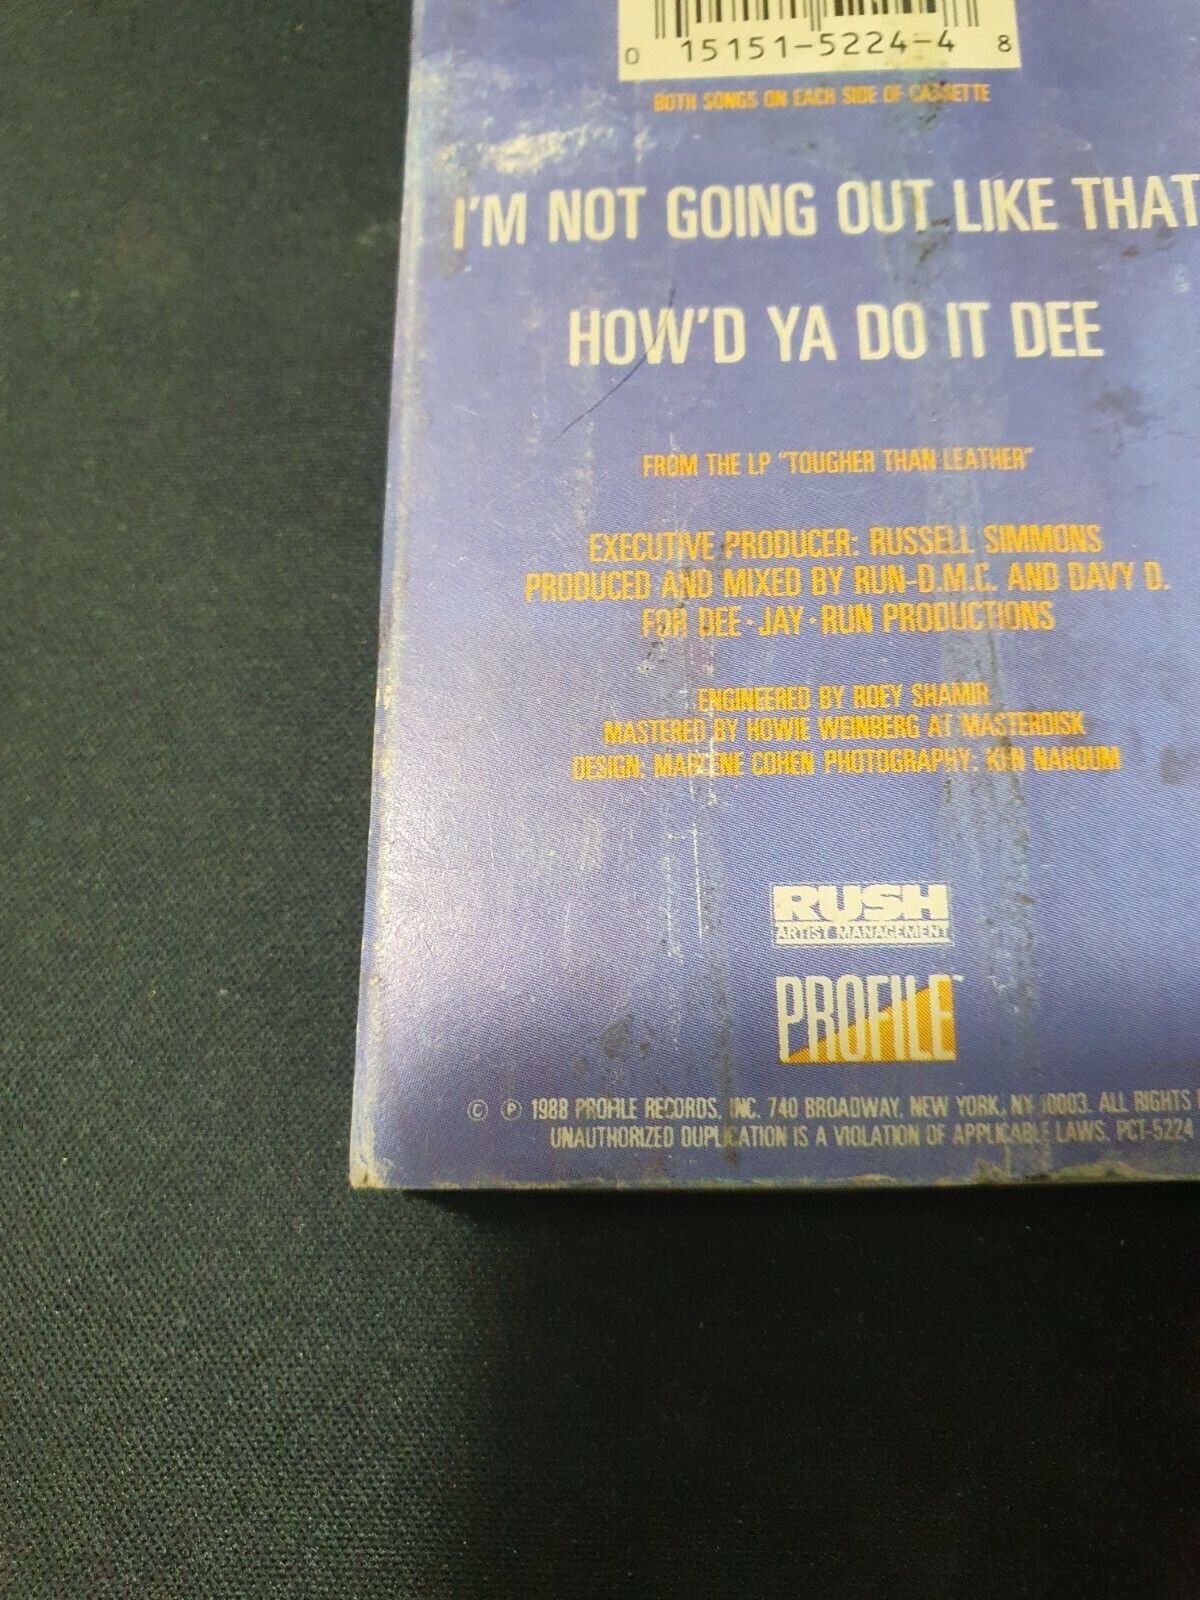 0 15151-5224-4 8
BOTH SONGS ON EACH SIDE OF CASSETTE
I'M NOT GOING OUT LIKE THAT
HOW'D YA DO IT DEE
FROM THE LP "TOUGHER THAN LEATHER"
EXECUTIVE PRODUCER: RUSSELL SIMMONS
PRODUCED AND MIXED BY RUN-D.M.C. AND DAVY D.
FOR DEE·JAY·RUN PRODUCTIONS
ENGINEERED BY ROEY SHAMIR
MASTERED BY HOWIE WEINBERG AT MASTERDISK
DESIGN: MARLENE COHEN PHOTOGRAPHY: KEN NAHOUM
RUSH
ARTIST MANAGEMENT
PROFILE™
© ℗ 1988 PROFILE RECORDS, INC. 740 BROADWAY, NEW YORK, NY 10003. ALL RIGHTS
UNAUTHORIZED DUPLICATION IS A VIOLATION OF APPLICABLE LAWS. PCT-5224